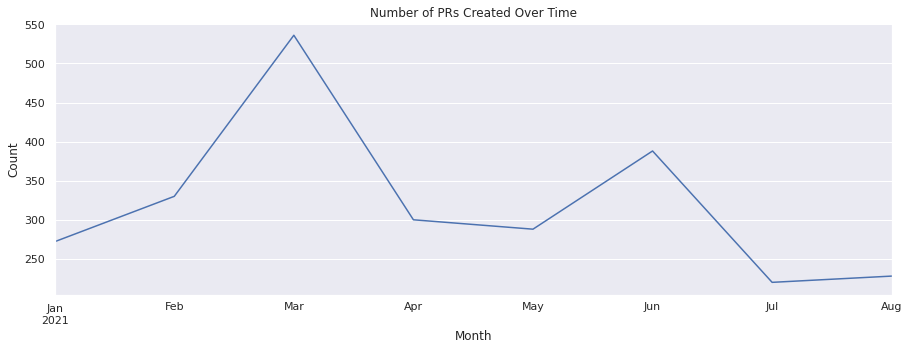 Number of PRs Created Over Time
550
500
450
400
350
300
250
Count
Jan Feb Mar Apr May Jun Jul Aug
2021
Month